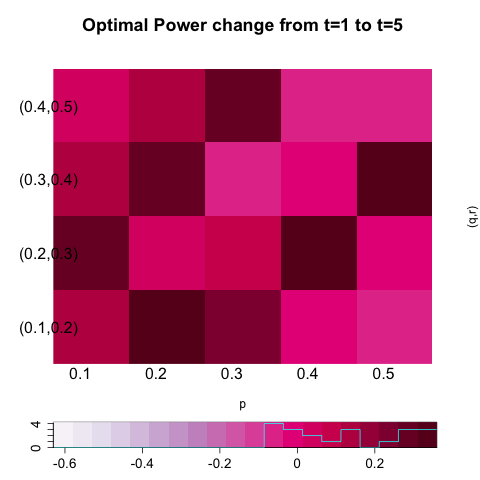 Optimal Power change from t=1 to t=5
(0.4,0.5)
(0.3,0.4)
(0.2,0.3)
(0.1,0.2)
(q,r)
0.1 0.2 0.3 0.4 0.5
p
0 4
-0.6 -0.4 -0.2 0 0.2